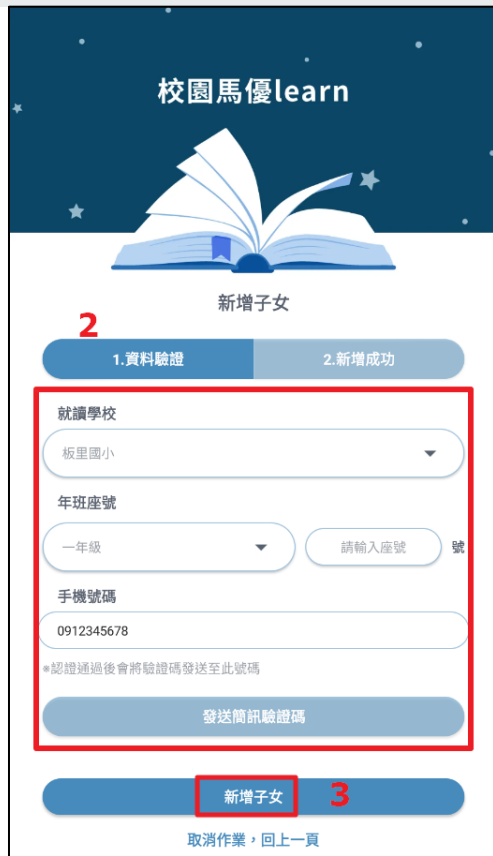 校園馬優learn
新增子女
2
1.資料驗證 2.新增成功
就讀學校
板里國小
年班座號
一年級 請輸入座號 號
手機號碼
0912345678
*認證通過後會將驗證碼發送至此號碼
發送簡訊驗證碼
新增子女 3
取消作業，回上一頁